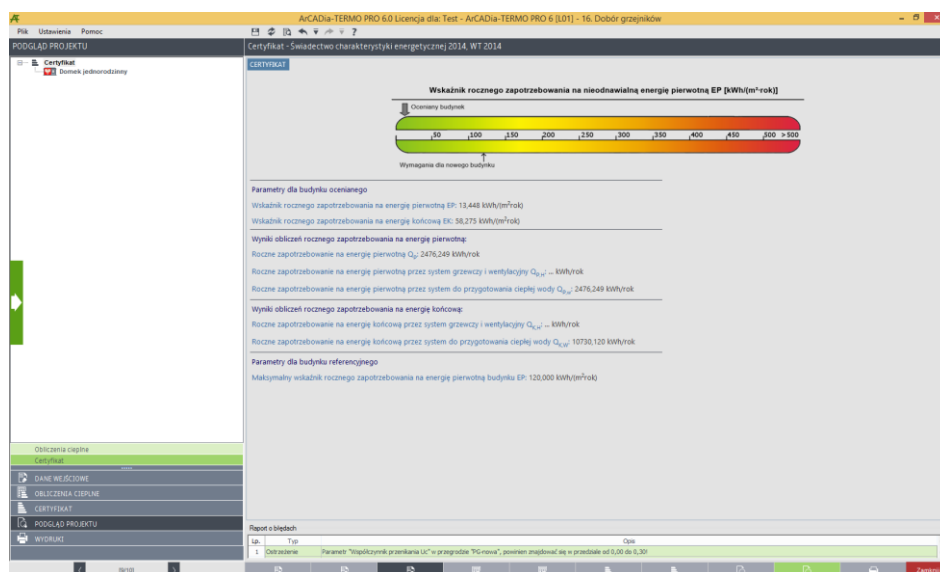 ArCADia-TERMO PRO 6.0 Licencja dla: Test - ArCADia-TERMO PRO 6 [L01] - 16. Dobór grzejników
Plik Ustawienia Pomoc
PODGLĄD PROJEKTU
Certyfikat - Świadectwo charakterystyki energetycznej 2014, WT 2014
Certyfikat
Domek jednorodzinny
CERTYFIKAT
Wskaźnik rocznego zapotrzebowania na nieodnawialną energię pierwotną EP [kWh/(m²·rok)]
Oceniany budynek
50 100 150 200 250 300 350 400 450 500 >500
Wymagania dla nowego budynku
Parametry dla budynku ocenianego
Wskaźnik rocznego zapotrzebowania na energię pierwotną EP: 13,448 kWh/(m²rok)
Wskaźnik rocznego zapotrzebowania na energię końcową EK: 58,275 kWh/(m²rok)
Wyniki obliczeń rocznego zapotrzebowania na energię pierwotną:
Roczne zapotrzebowanie na energię pierwotną Qp: 2476,249 kWh/rok
Roczne zapotrzebowanie na energię pierwotną przez system grzewczy i wentylacyjny QP,H: ... kWh/rok
Roczne zapotrzebowanie na energię pierwotną przez system do przygotowania ciepłej wody QP,w: 2476,249 kWh/rok
Wyniki obliczeń rocznego zapotrzebowania na energię końcową:
Roczne zapotrzebowanie na energię końcową przez system grzewczy i wentylacyjny QK,H: ... kWh/rok
Roczne zapotrzebowanie na energię końcową przez system do przygotowania ciepłej wody QK,W: 10730,120 kWh/rok
Parametry dla budynku referencyjnego
Maksymalny wskaźnik rocznego zapotrzebowania na energię pierwotną budynku EP: 120,000 kWh/(m²rok)
Obliczenia cieplne
Certyfikat
DANE WEJŚCIOWE
OBLICZENIA CIEPLNE
CERTYFIKAT
PODGLĄD PROJEKTU
WYDRUKI
Raport o błędach
Lp. Typ Opis
1 Ostrzeżenie Parametr "Współczynnik przenikania Uc" w przegrodzie "PG-nowa", powinien znajdować się w przedziale od 0,00 do 0,30!
Zamknij